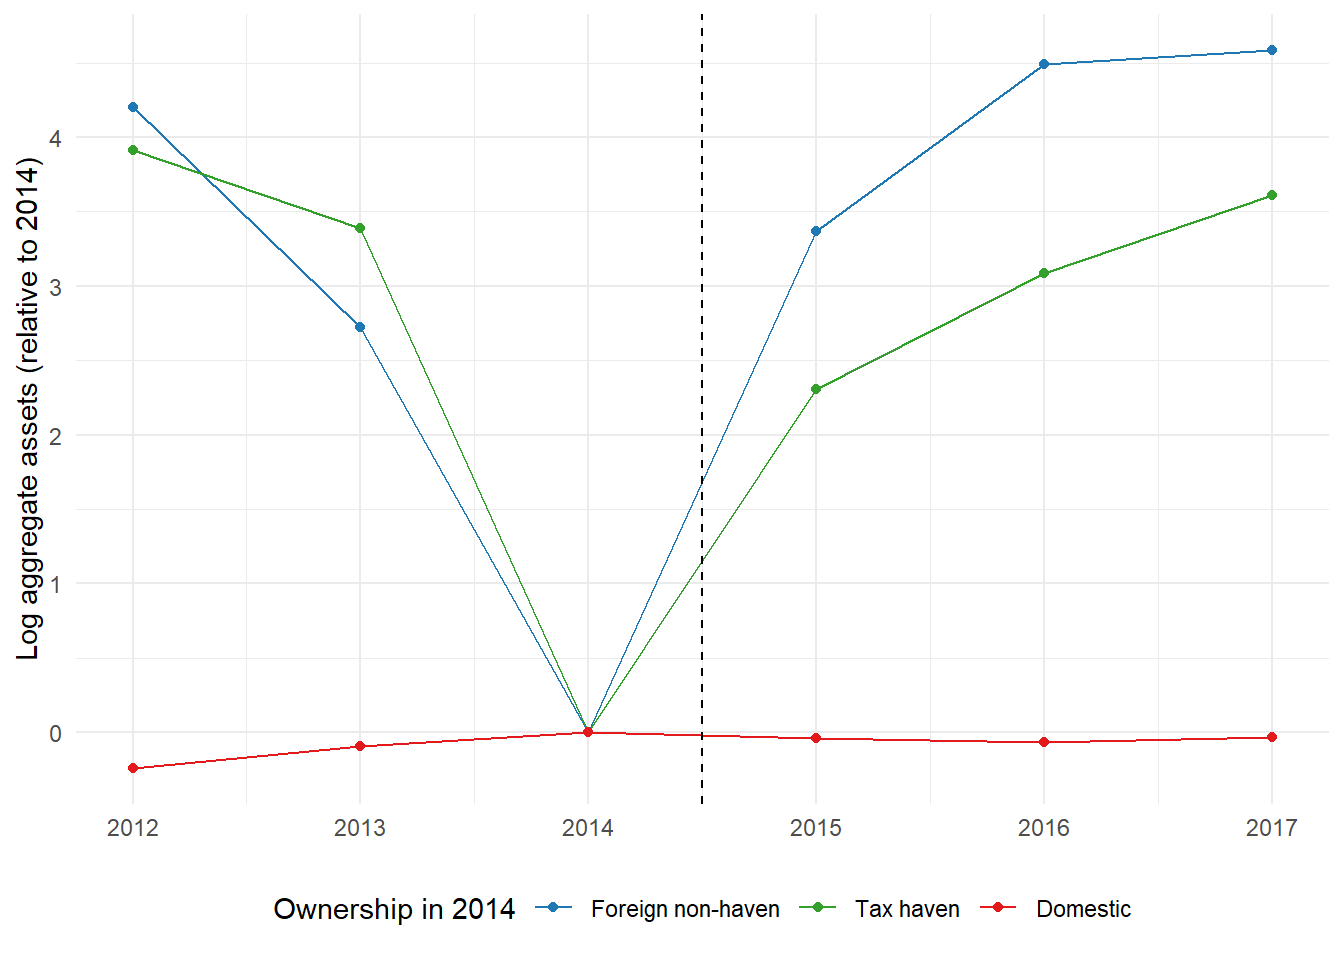 Log aggregate assets (relative to 2014)
4
3
2
1
0
2012 2013 2014 2015 2016 2017
Ownership in 2014 Foreign non-haven Tax haven Domestic